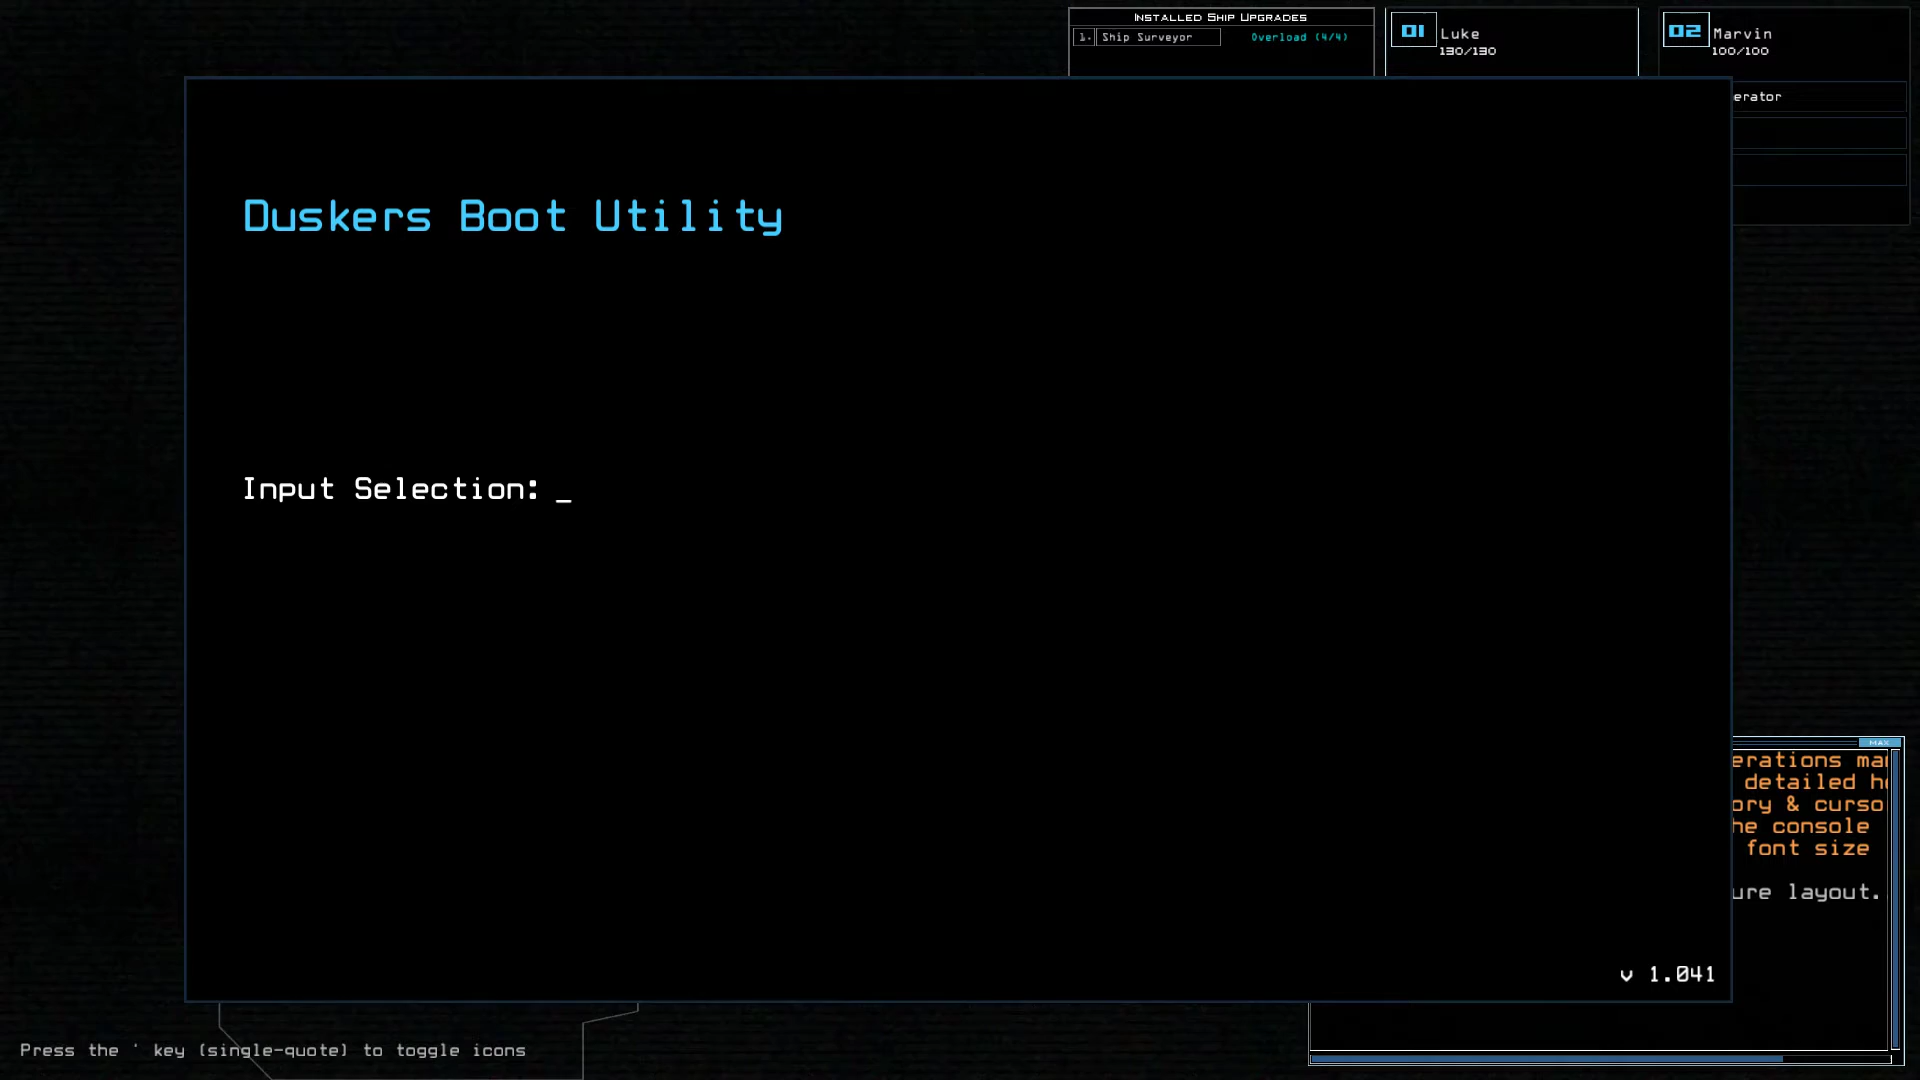 Installed Ship Upgrades
1. Ship Surveyor Overload (4/4)
01 Luke
130/130
02 Marvin
100/100
erator
Duskers Boot Utility
Input Selection: _
MAX
erations ma
detailed h
ory & curso
he console
font size
ure layout.
v 1.041
Press the ' key (single-quote) to toggle icons